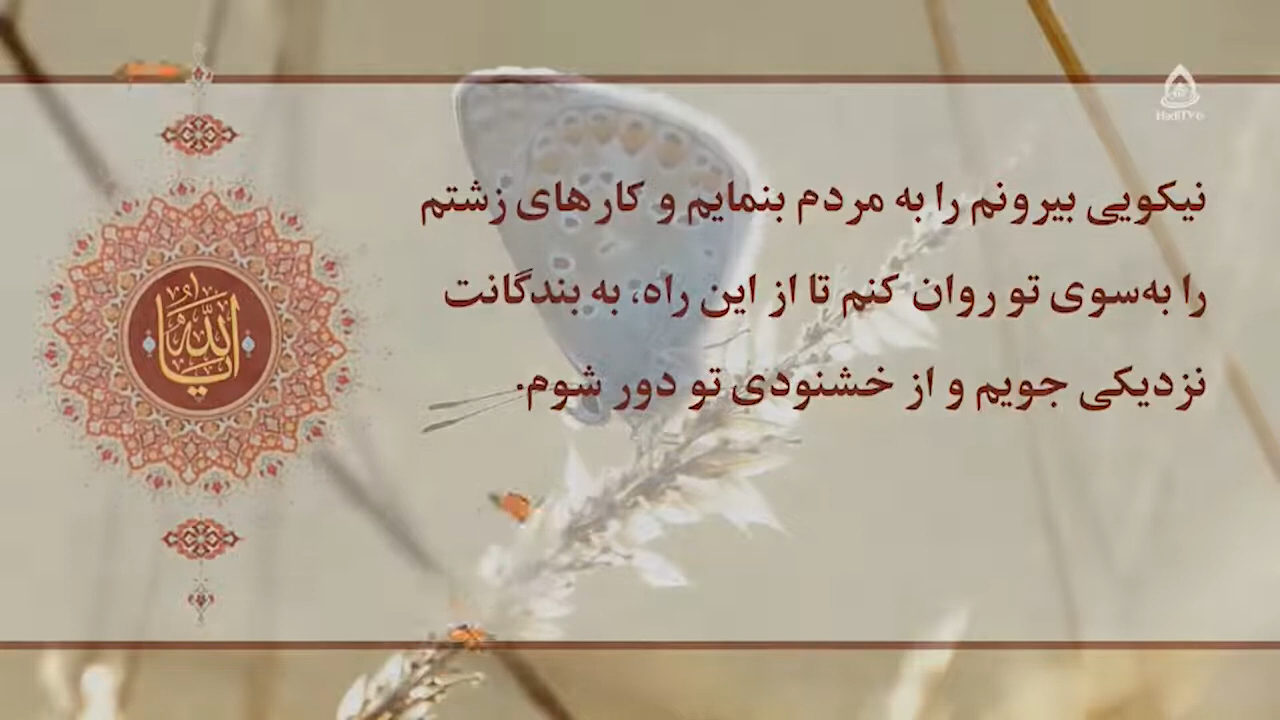 نیکویی بیرونم را به مردم بنمایم و کارهای زشتم
را به‌سوی تو روان کنم تا از این راه، به بندگانت
نزدیکی جویم و از خشنودی تو دور شوم.
HadiTV6